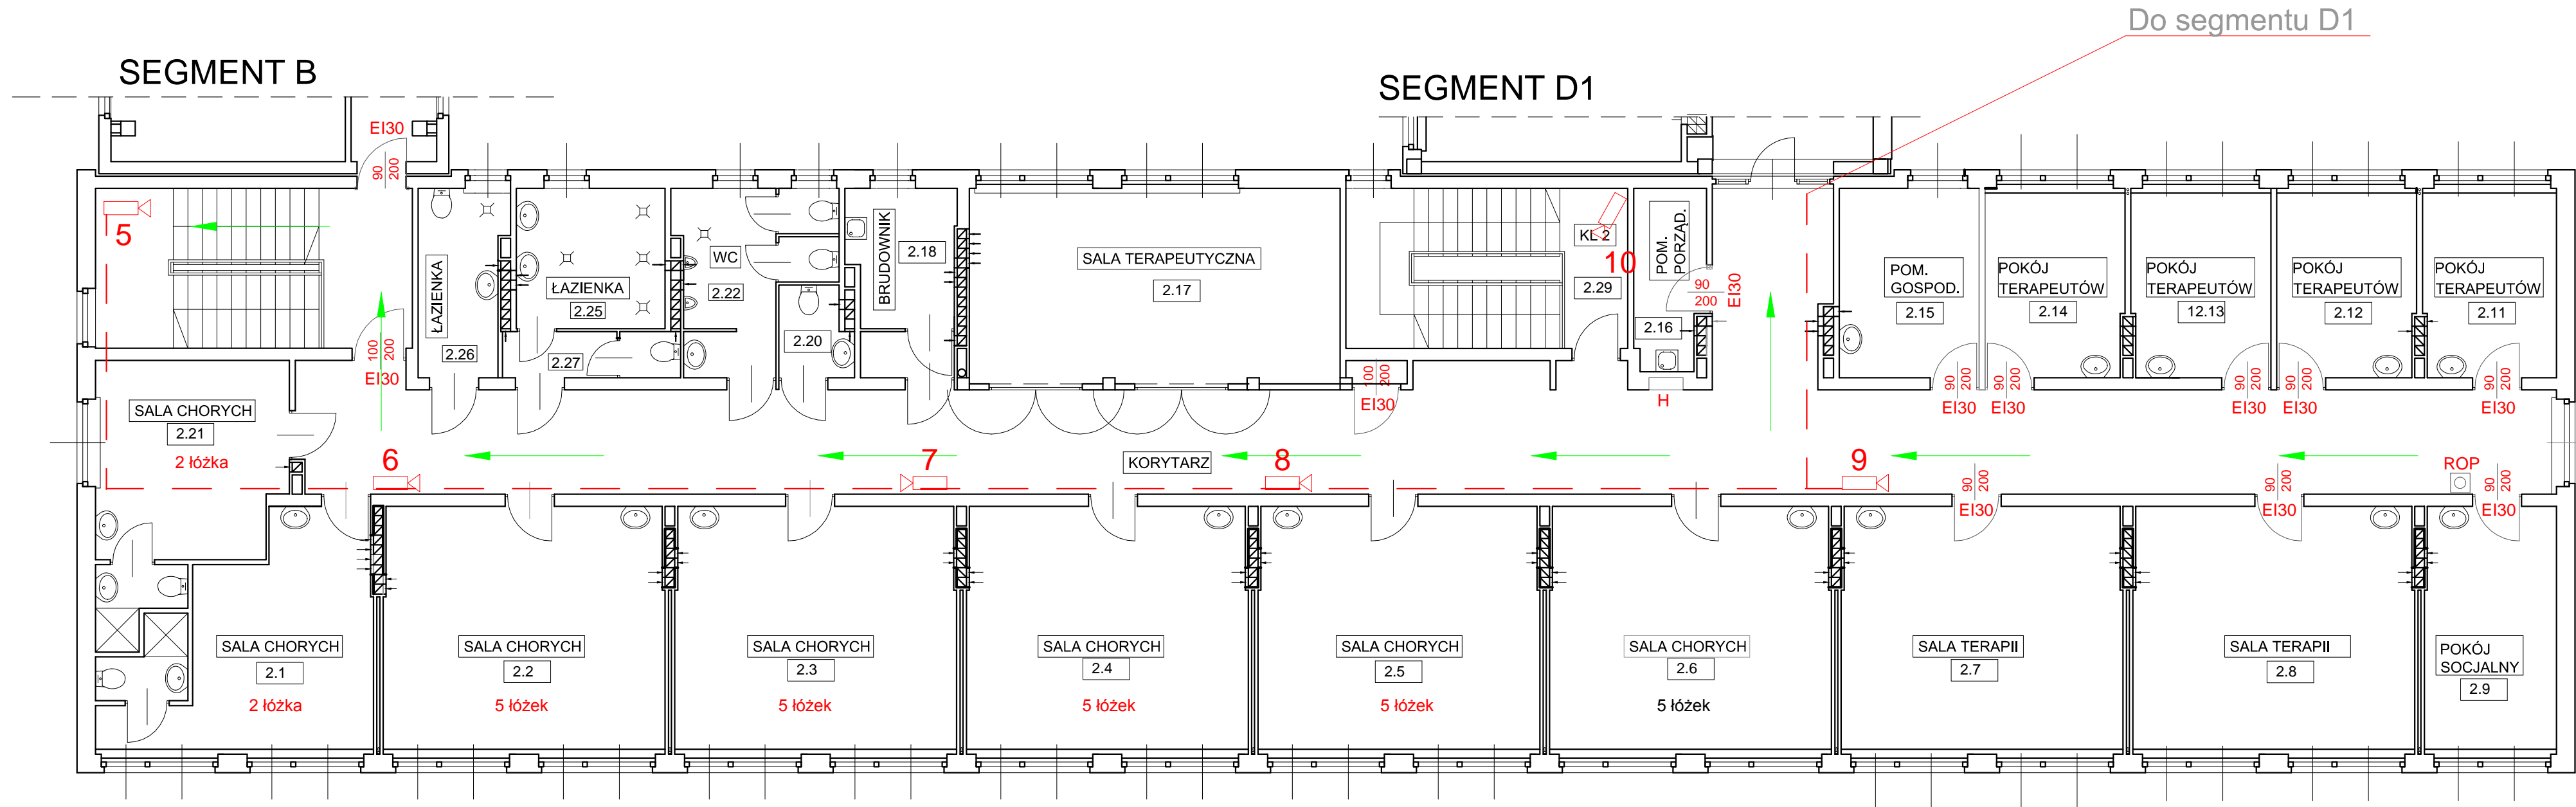 Do segmentu D1
SEGMENT B
SEGMENT D1
EI30
90
200
5
100
200
EI30
ŁAZIENKA
2.26
ŁAZIENKA
2.25
2.27
WC
2.22
2.20
BRUDOWNIK
2.18
SALA TERAPEUTYCZNA
2.17
KL 2
10
2.29
POM.
PORZĄD.
2.16
90
200
EI30
H
100
200
EI30
POM.
GOSPOD.
2.15
POKÓJ
TERAPEUTÓW
2.14
POKÓJ
TERAPEUTÓW
12.13
POKÓJ
TERAPEUTÓW
2.12
POKÓJ
TERAPEUTÓW
2.11
90
200
EI30
90
200
EI30
90
200
EI30
90
200
EI30
90
200
EI30
SALA CHORYCH
2.21
2 łóżka
6
7
KORYTARZ
8
9
ROP
90
200
EI30
90
200
EI30
90
200
EI30
SALA CHORYCH
2.1
2 łóżka
SALA CHORYCH
2.2
5 łóżek
SALA CHORYCH
2.3
5 łóżek
SALA CHORYCH
2.4
5 łóżek
SALA CHORYCH
2.5
5 łóżek
SALA CHORYCH
2.6
5 łóżek
SALA TERAPII
2.7
SALA TERAPII
2.8
POKÓJ
SOCJALNY
2.9